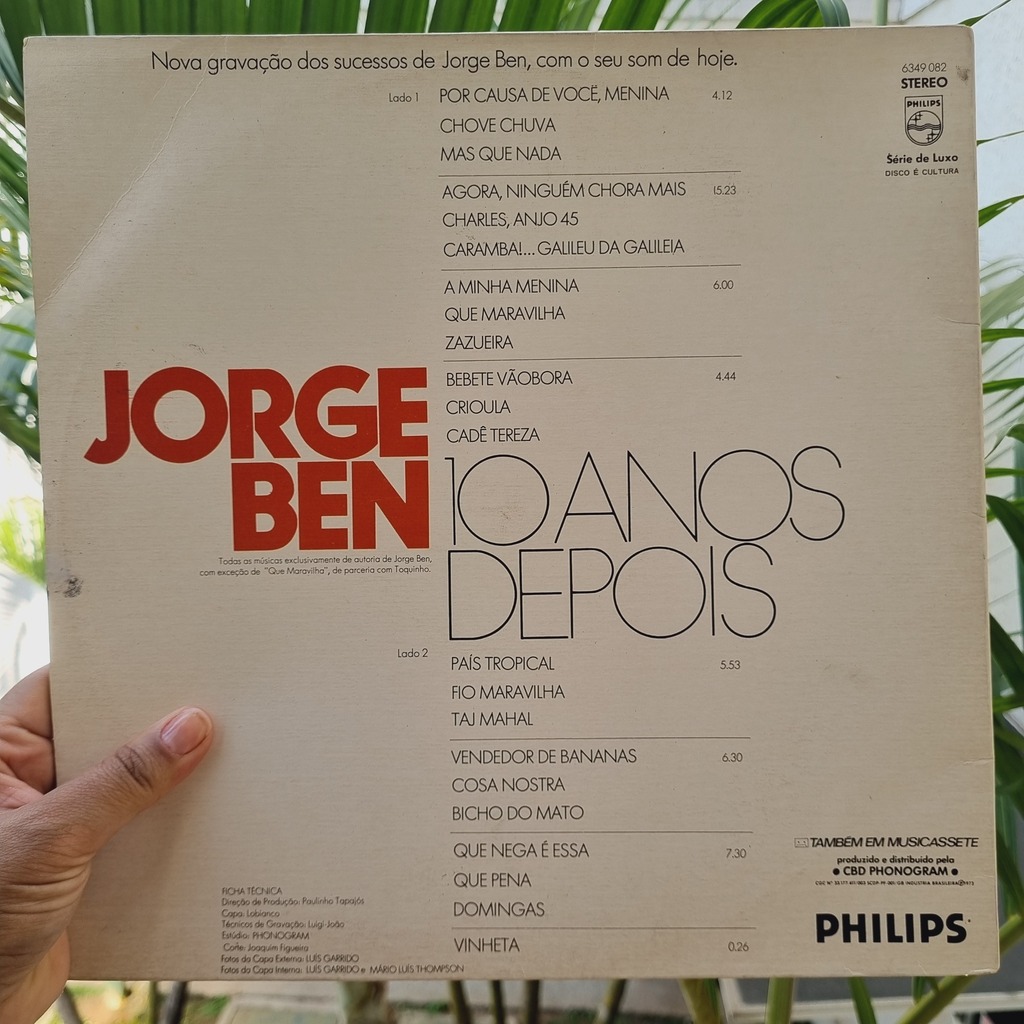 Nova gravação dos sucessos de Jorge Ben, com o seu som de hoje.
6349 082
STEREO
PHILIPS
Série de Luxo
DISCO É CULTURA
Lado 1
POR CAUSA DE VOCÊ, MENINA 4.12
CHOVE CHUVA
MAS QUE NADA
AGORA, NINGUÉM CHORA MAIS 15.23
CHARLES, ANJO 45
CARAMBA!... GALILEU DA GALILEIA
A MINHA MENINA 6.00
QUE MARAVILHA
ZAZUEIRA
BEBETE VÃOBORA 4.44
CRIOULA
CADÊ TEREZA
JORGE
BEN
10 ANOS
DEPOIS
Todas as músicas exclusivamente de autoria de Jorge Ben,
com exceção de "Que Maravilha", de parceria com Toquinho.
Lado 2
PAÍS TROPICAL 5.53
FIO MARAVILHA
TAJ MAHAL
VENDEDOR DE BANANAS 6.30
COSA NOSTRA
BICHO DO MATO
QUE NEGA É ESSA 7.30
QUE PENA
DOMINGAS
VINHETA 0.26
FICHA TÉCNICA
Direção de Produção: Paulinho Tapajós
Capa: Lobianco
Técnicos de Gravação: Luigi-João
Estúdio: PHONOGRAM
Corte: Joaquim Figueira
Fotos da Capa Externa: LUÍS GARRIDO
Fotos da Capa Interna: LUÍS GARRIDO e MÁRIO LUÍS THOMPSON
TAMBÉM EM MUSICASSETE
produzido e distribuido pela
• CBD PHONOGRAM •
INDÚSTRIA BRASILEIRA
PHILIPS